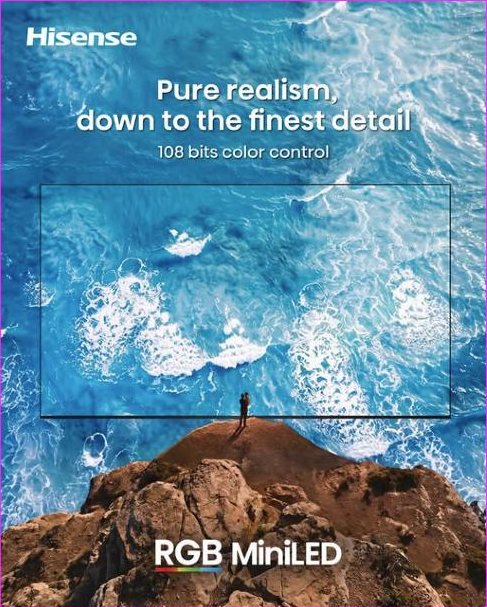 Hisense
Pure realism,
down to the finest detail
108 bits color control
RGB MiniLED